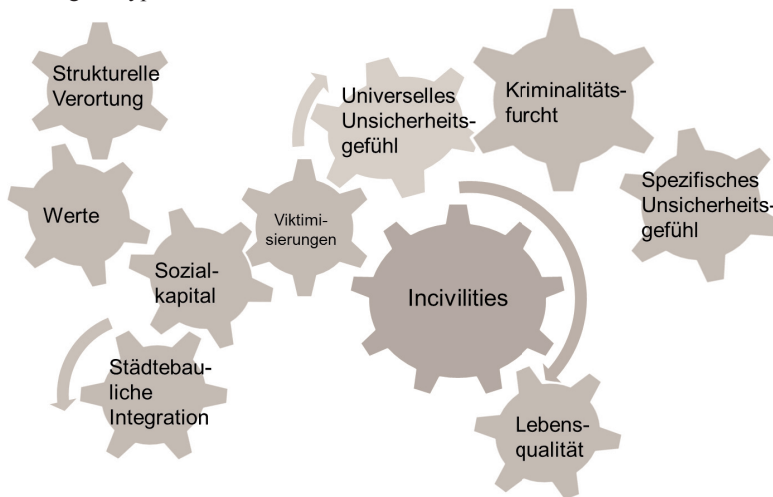 Strukturelle
Verortung
Universelles
Unsicherheits-
gefühl
Kriminalitäts-
furcht
Werte
Viktimi-
sierungen
Spezifisches
Unsicherheits-
gefühl
Sozial-
kapital
Incivilities
Städtebau-
liche
Integration
Lebens-
qualität